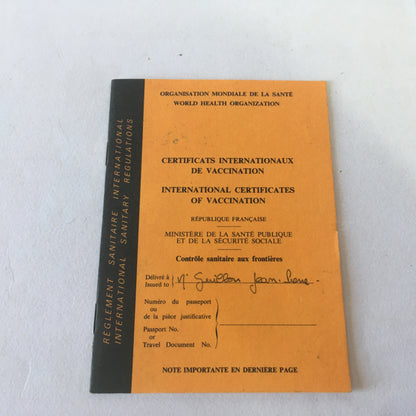 ORGANISATION MONDIALE DE LA SANTÉ
WORLD HEALTH ORGANIZATION
CERTIFICATS INTERNATIONAUX
DE VACCINATION
INTERNATIONAL CERTIFICATES
OF VACCINATION
RÉPUBLIQUE FRANÇAISE
MINISTÈRE DE LA SANTÉ PUBLIQUE
ET DE LA SÉCURITÉ SOCIALE
Contrôle sanitaire aux frontières
Délivré à
Issued to
Numéro du passeport
ou
de la pièce justificative
Passport No.
or
Travel Document No.
NOTE IMPORTANTE EN DERNIÈRE PAGE
RÈGLEMENT SANITAIRE INTERNATIONAL
INTERNATIONAL SANITARY REGULATIONS